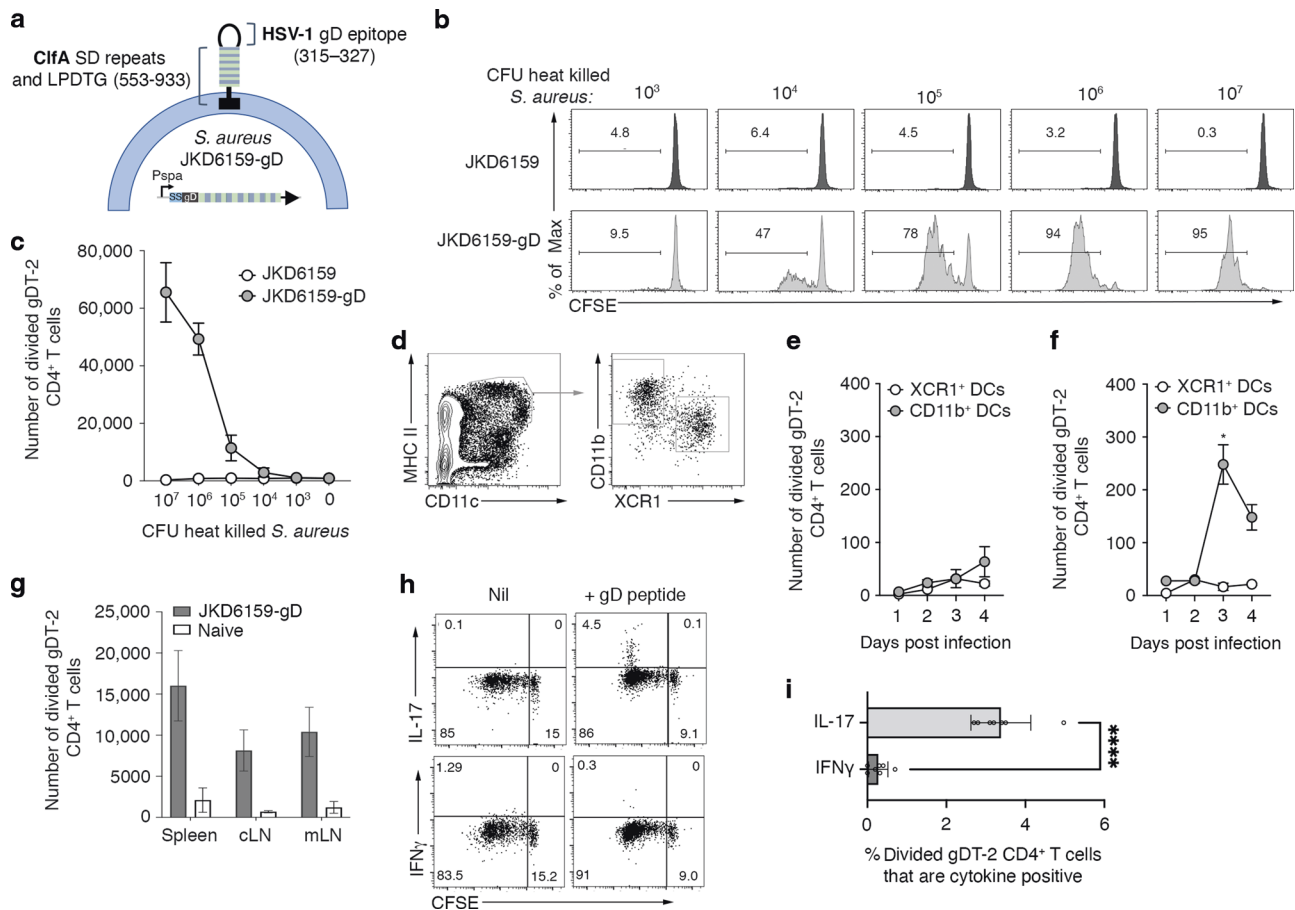 a
HSV-1 gD epitope
(315–327)
ClfA SD repeats
and LPDTG (553-933)
S. aureus
JKD6159-gD
Pspa
SS gD
b
CFU heat killed
S. aureus:
10³
10⁴
10⁵
10⁶
10⁷
JKD6159
4.8
6.4
4.5
3.2
0.3
JKD6159-gD
9.5
47
78
94
95
% of Max
CFSE
c
Number of divided gDT-2
CD4⁺ T cells
80,000
60,000
40,000
20,000
0
JKD6159
JKD6159-gD
10⁷ 10⁶ 10⁵ 10⁴ 10³ 0
CFU heat killed S. aureus
d
MHC II
CD11c
CD11b
XCR1
e
Number of divided gDT-2
CD4⁺ T cells
400
300
200
100
0
XCR1⁺ DCs
CD11b⁺ DCs
1 2 3 4
Days post infection
f
Number of divided gDT-2
CD4⁺ T cells
400
300
200
100
0
XCR1⁺ DCs
CD11b⁺ DCs
*
1 2 3 4
Days post infection
g
Number of divided gDT-2
CD4⁺ T cells
25,000
20,000
15,000
10,000
5000
0
JKD6159-gD
Naive
Spleen cLN mLN
h
Nil
+ gD peptide
IL-17
0.1 0
85 15
4.5 0.1
86 9.1
IFNγ
1.29 0
83.5 15.2
0.3 0
91 9.0
CFSE
i
IL-17
IFNγ
****
0 2 4 6
% Divided gDT-2 CD4⁺ T cells
that are cytokine positive